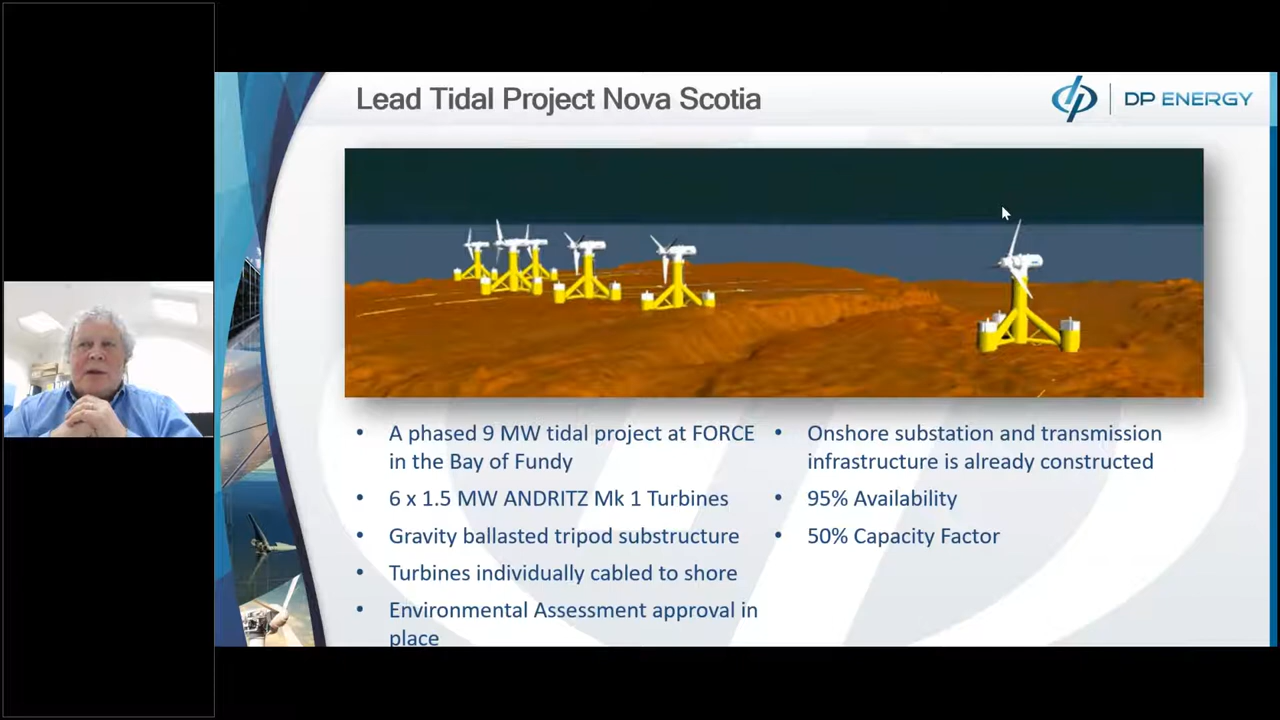 Lead Tidal Project Nova Scotia
DP ENERGY
A phased 9 MW tidal project at FORCE
in the Bay of Fundy
6 x 1.5 MW ANDRITZ Mk 1 Turbines
Gravity ballasted tripod substructure
Turbines individually cabled to shore
Environmental Assessment approval in
place
Onshore substation and transmission
infrastructure is already constructed
95% Availability
50% Capacity Factor